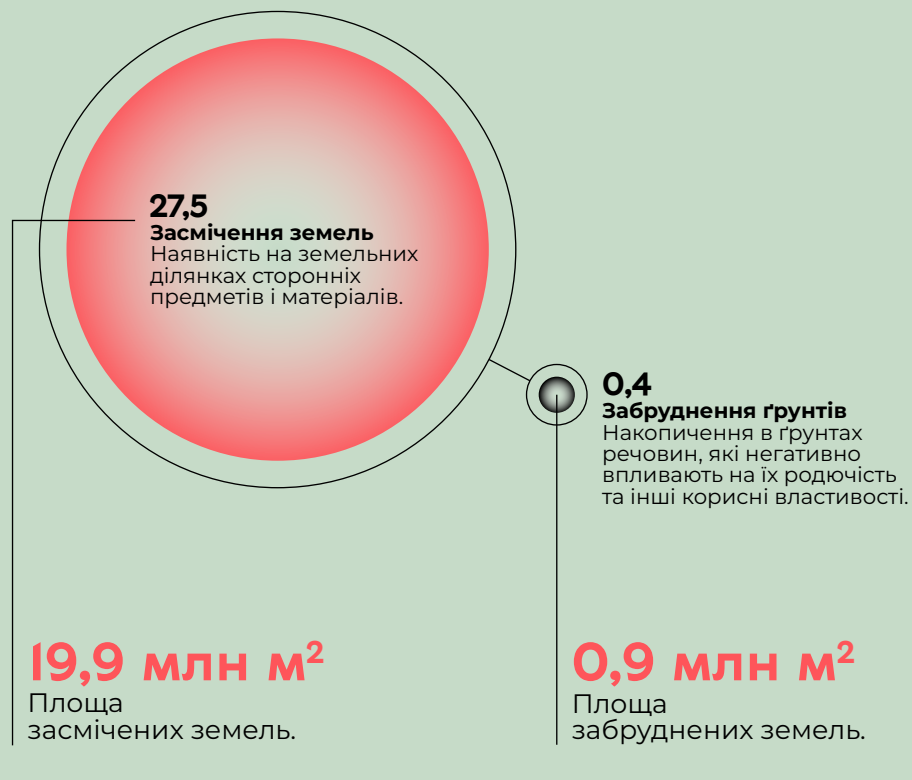 27,5
Засмічення земель
Наявність на земельних
ділянках сторонніх
предметів і матеріалів.
0,4
Забруднення ґрунтів
Накопичення в ґрунтах
речовин, які негативно
впливають на їх родючість
та інші корисні властивості.
19,9 млн м²
Площа
засмічених земель.
0,9 млн м²
Площа
забруднених земель.